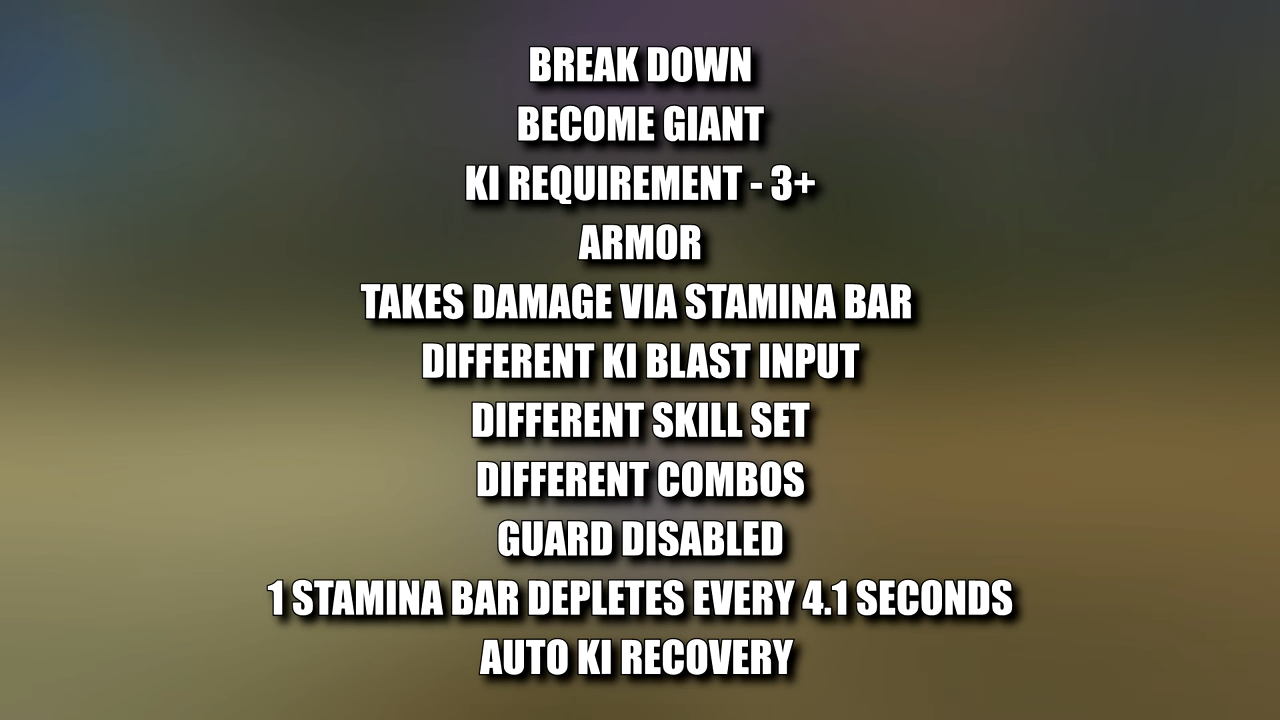 BREAK DOWN
BECOME GIANT
KI REQUIREMENT - 3+
ARMOR
TAKES DAMAGE VIA STAMINA BAR
DIFFERENT KI BLAST INPUT
DIFFERENT SKILL SET
DIFFERENT COMBOS
GUARD DISABLED
1 STAMINA BAR DEPLETES EVERY 4.1 SECONDS
AUTO KI RECOVERY